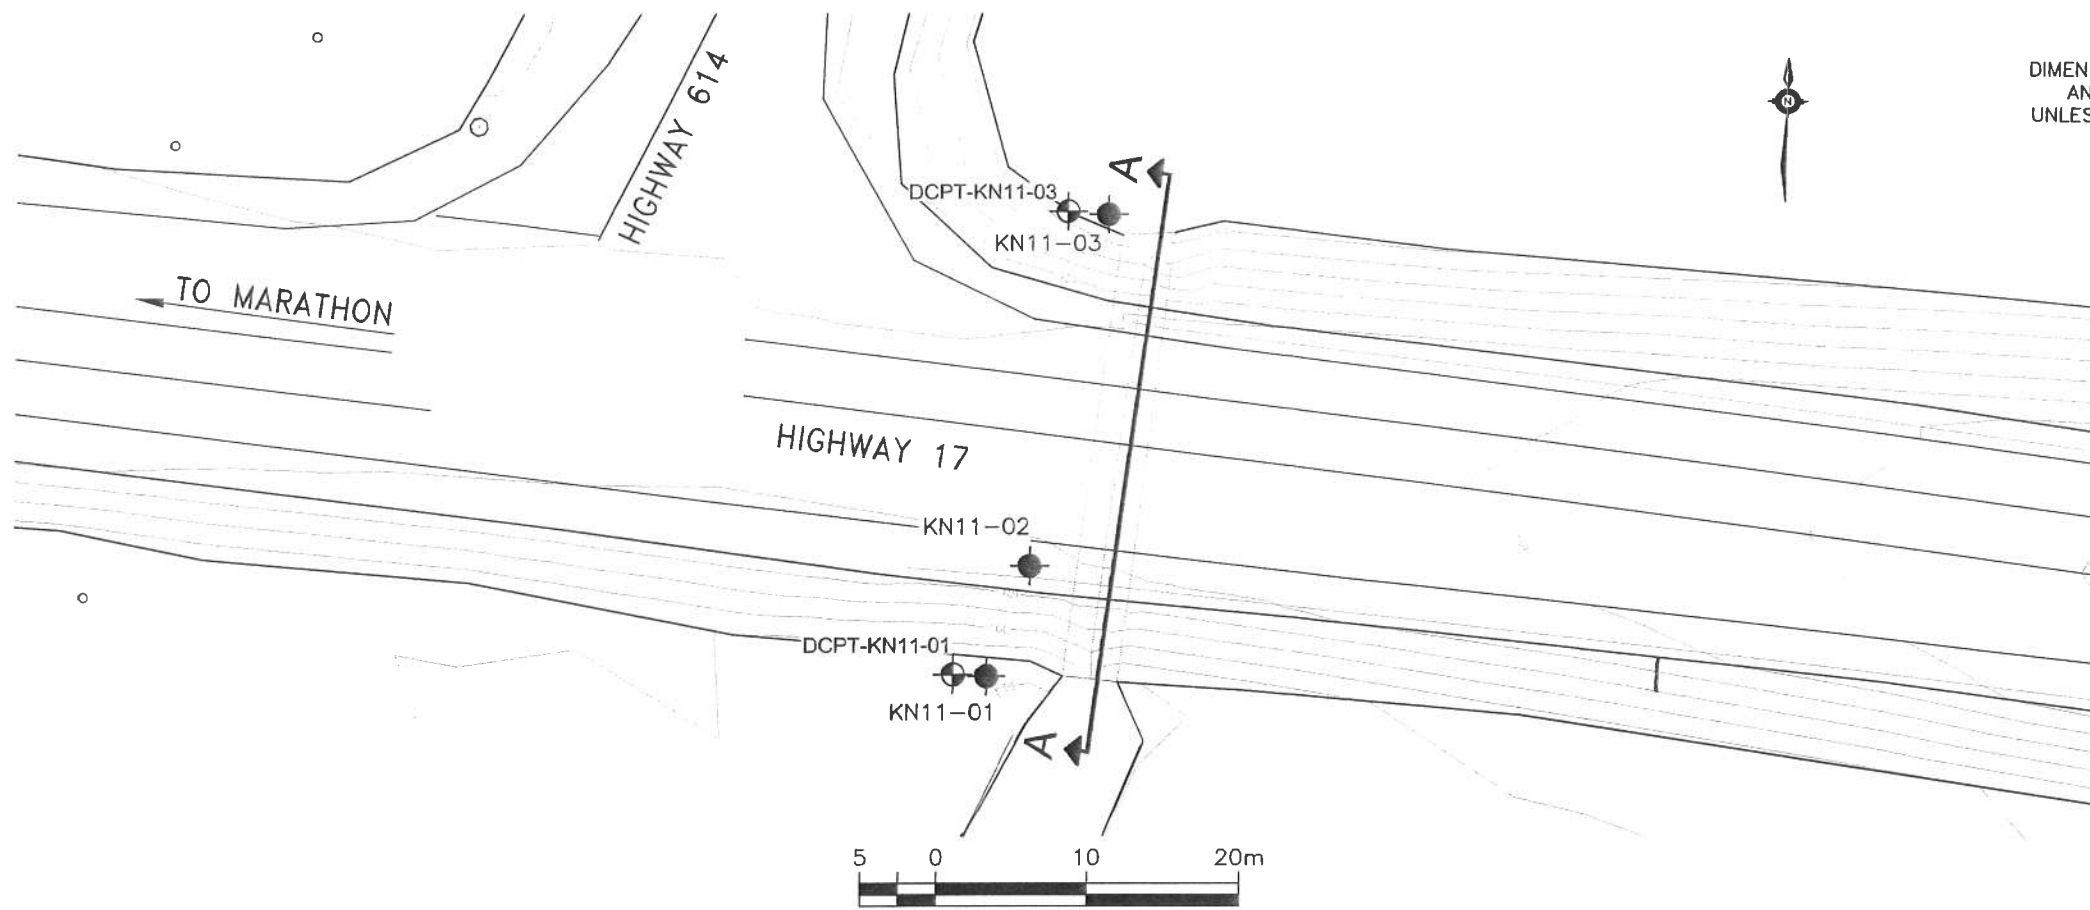 HIGHWAY 614
N
DIMEN
AN
UNLES
A
DCPT-KN11-03
KN11-03
TO MARATHON
HIGHWAY 17
KN11-02
DCPT-KN11-01
KN11-01
A
5 0 10 20m